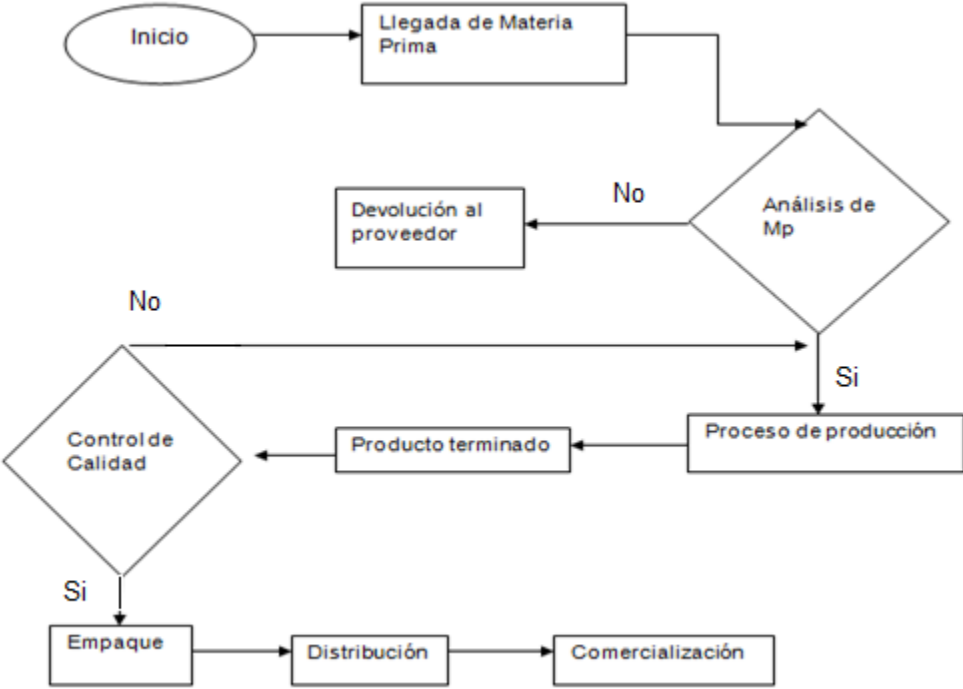 Inicio
Llegada de Materia
Prima
Análisis de
Mp
No
Devolución al
proveedor
No
Si
Proceso de producción
Producto terminado
Control de
Calidad
Si
Empaque
Distribución
Comercialización